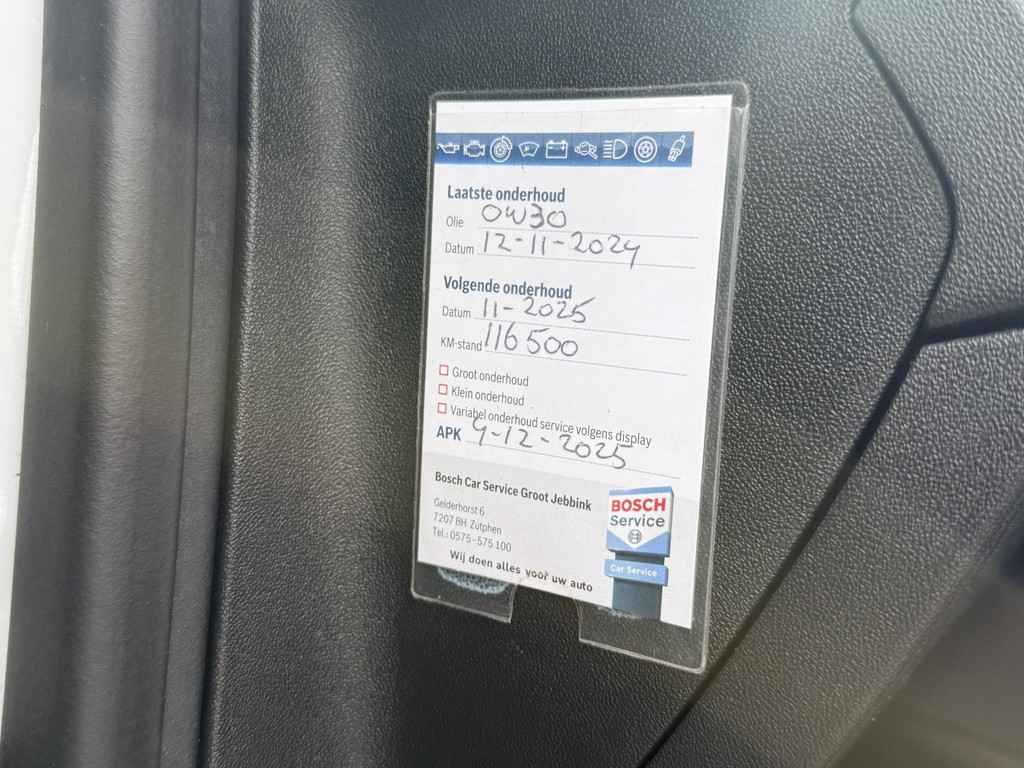 Laatste onderhoud
Olie 0W30
Datum 12-11-2024
Volgende onderhoud
Datum 11-2025
KM-stand 116500
Groot onderhoud
Klein onderhoud
Variabel onderhoud service volgens display
APK 9-12-2025
Bosch Car Service Groot Jebbink
Gelderhorst 6
7207 BH Zutphen
Tel.: 0575 - 575 100
Wij doen alles voor uw auto
BOSCH
Service
Car Service